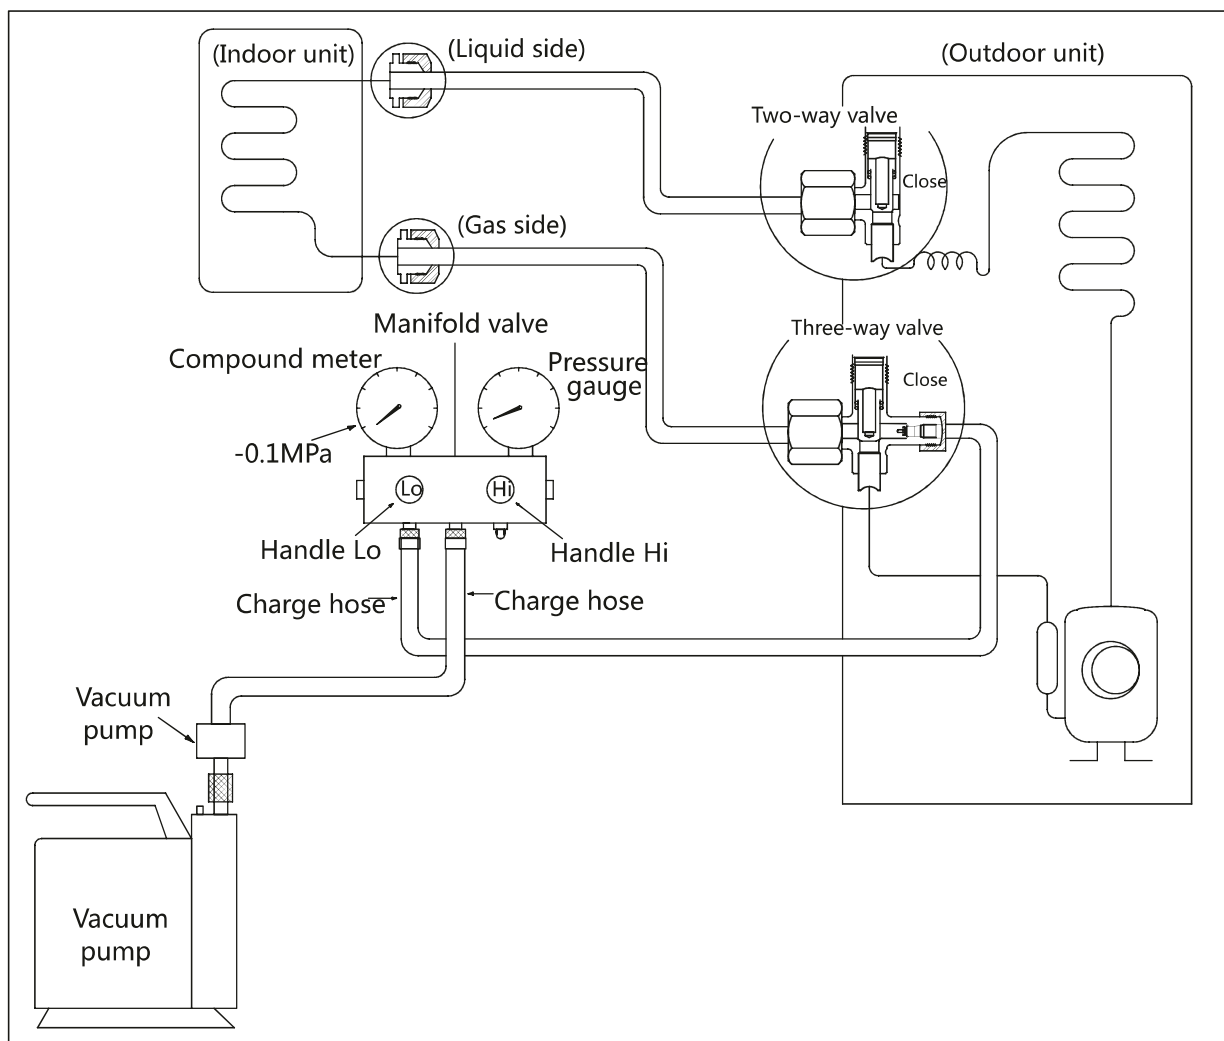 (Indoor unit)
(Liquid side)
(Outdoor unit)
Two-way valve
Close
(Gas side)
Manifold valve
Three-way valve
Compound meter
Pressure
gauge
Close
-0.1MPa
Lo
Hi
Handle Lo
Handle Hi
Charge hose
Charge hose
Vacuum
pump
Vacuum
pump